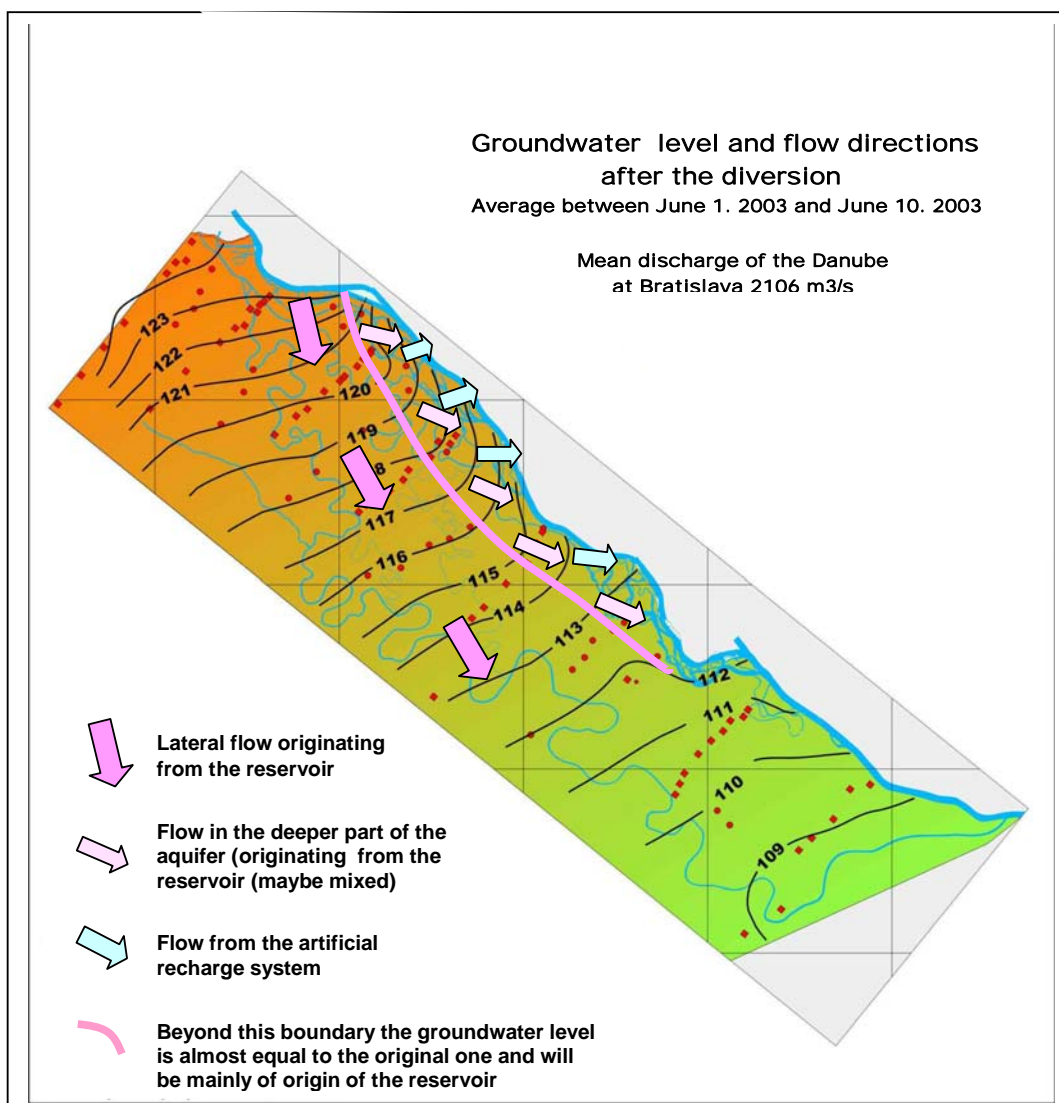 Groundwater level and flow directions
after the diversion
Average between June 1. 2003 and June 10. 2003
Mean discharge of the Danube
at Bratislava 2106 m3/s
123
122
121
120
119
8
117
116
115
114
113
112
111
110
109
Lateral flow originating
from the reservoir
Flow in the deeper part of the
aquifer (originating from the
reservoir (maybe mixed)
Flow from the artificial
recharge system
Beyond this boundary the groundwater level
is almost equal to the original one and will
be mainly of origin of the reservoir